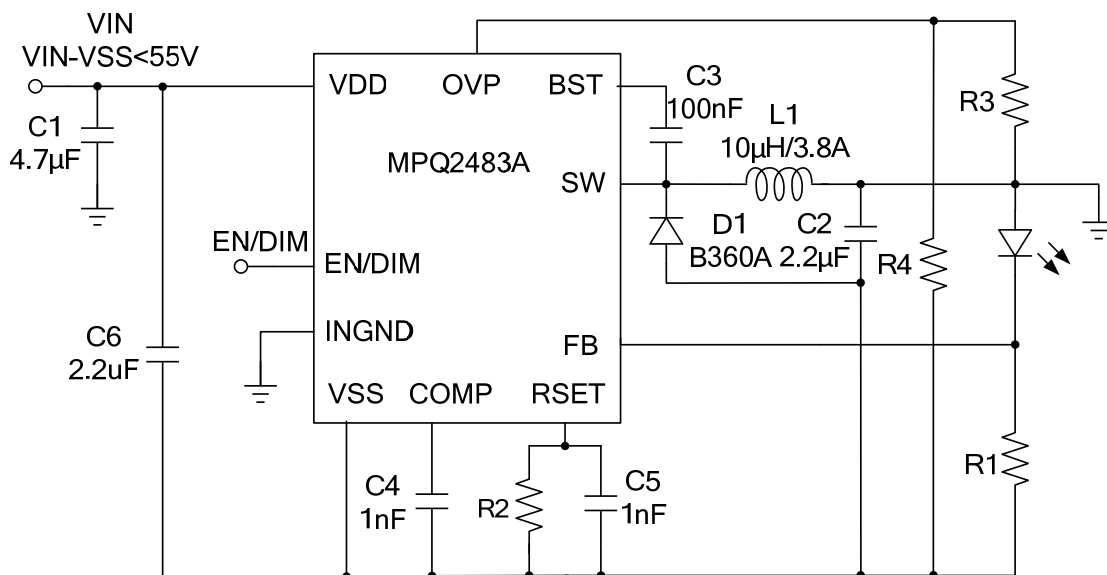 VIN
VIN-VSS<55V
VDD
OVP
BST
C3
100nF
R3
C1
4.7µF
L1
10µH/3.8A
MPQ2483A
SW
EN/DIM
EN/DIM
D1
B360A
C2
2.2µF
R4
INGND
C6
2.2uF
FB
VSS
COMP
RSET
R1
C4
1nF
R2
C5
1nF